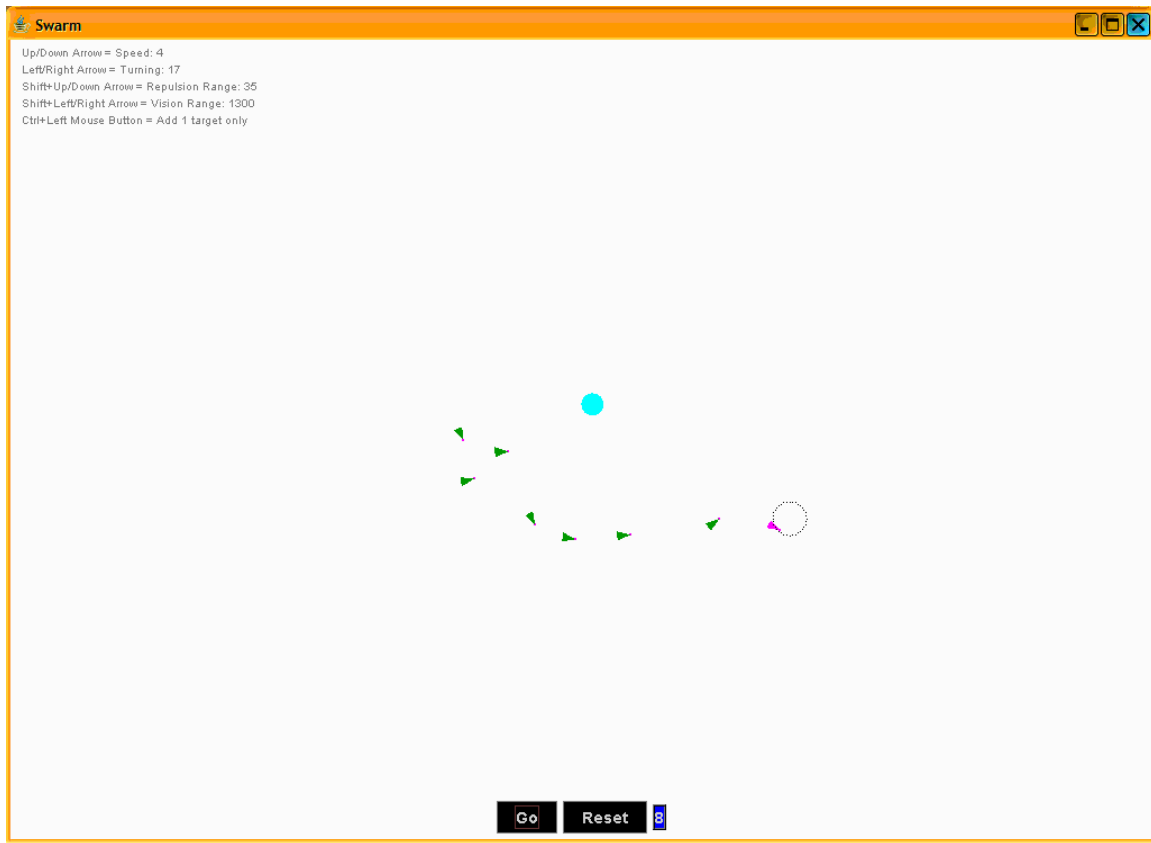 Swarm
Up/Down Arrow = Speed: 4
Left/Right Arrow = Turning: 17
Shift+Up/Down Arrow = Repulsion Range: 35
Shift+Left/Right Arrow = Vision Range: 1300
Ctrl+Left Mouse Button = Add 1 target only
Go Reset 8